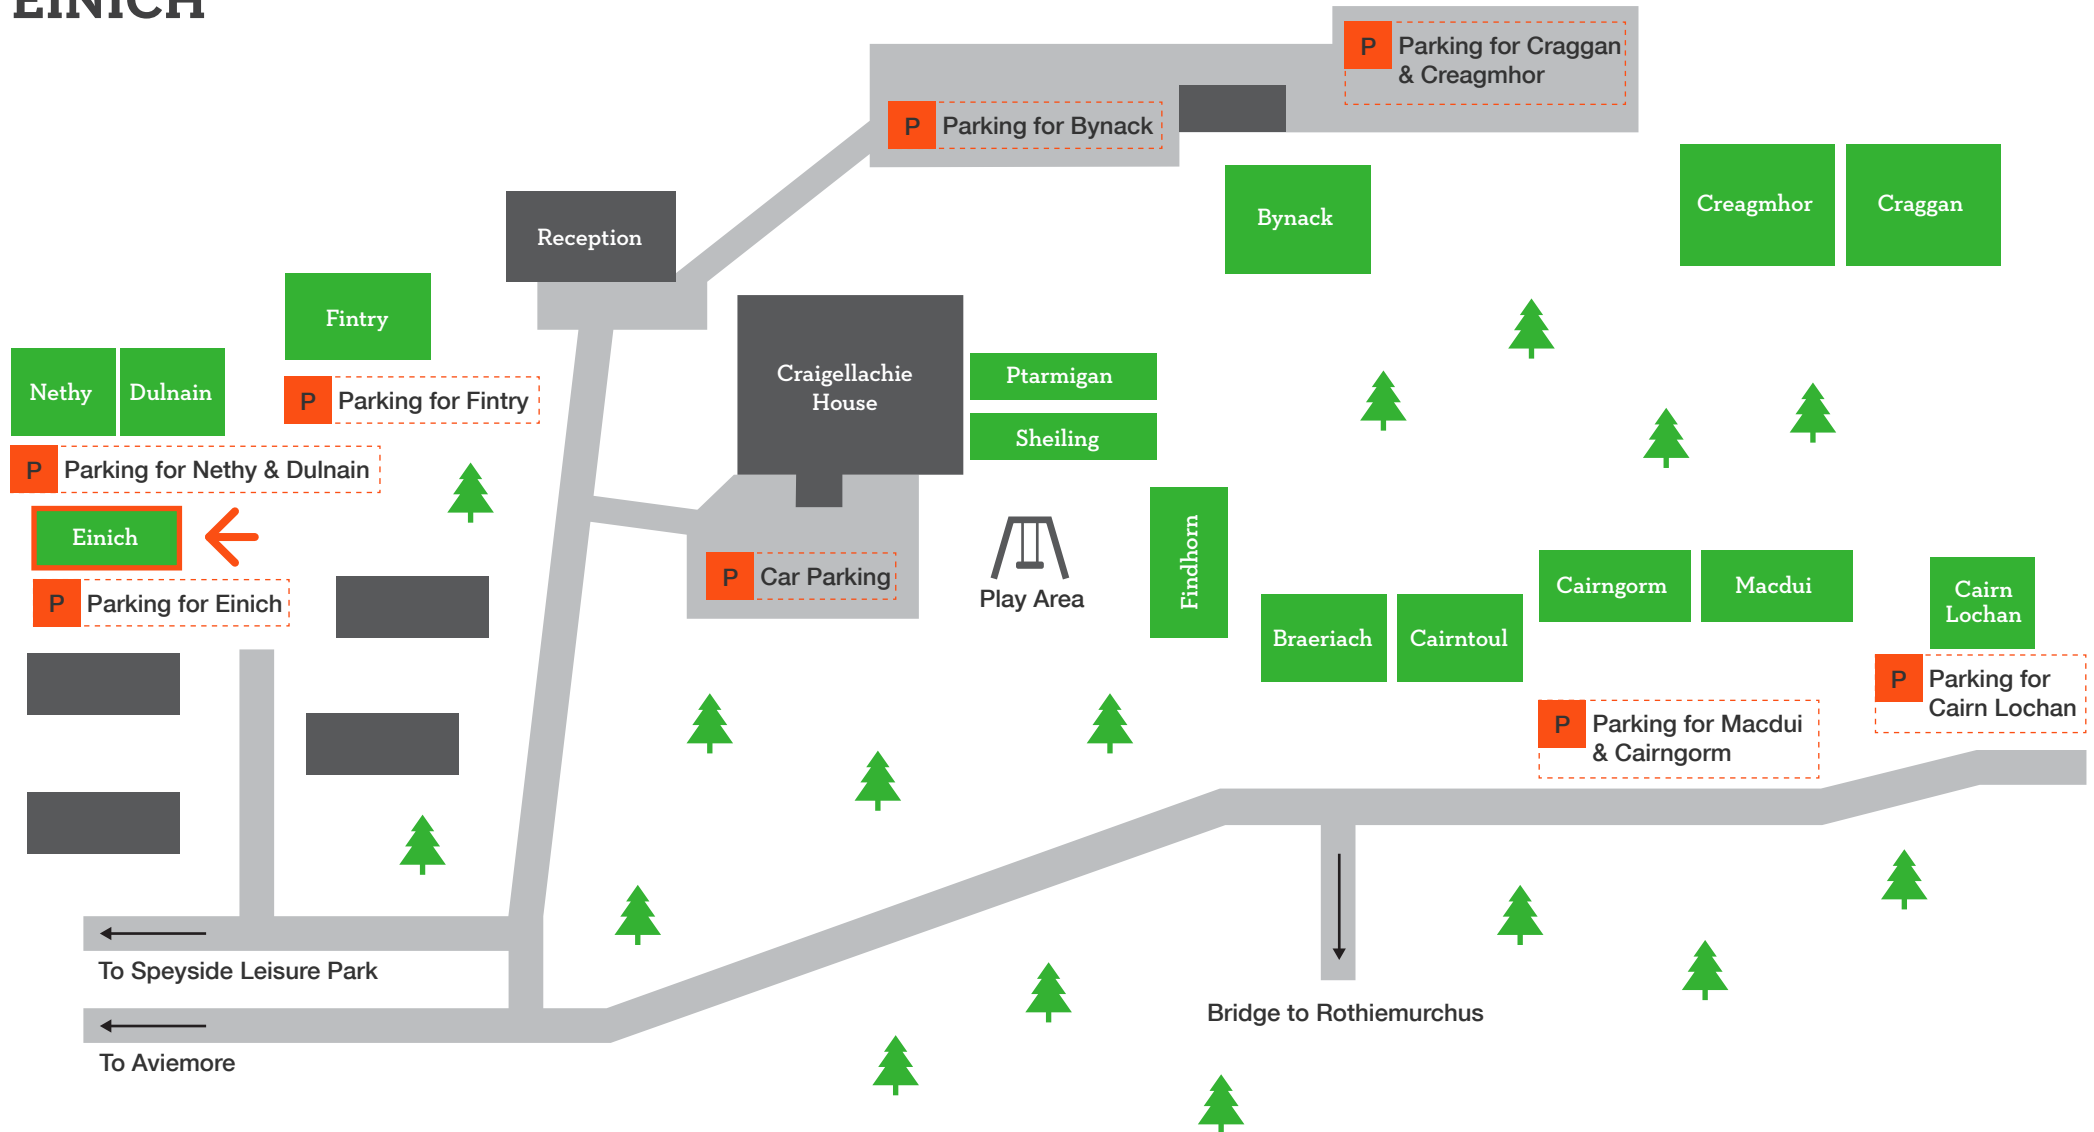 EINICH
P Parking for Craggan
& Creagmhor
P Parking for Bynack
Reception
Bynack
Creagmhor
Craggan
Fintry
Craigellachie
House
Ptarmigan
Nethy
Dulnain
P Parking for Fintry
Sheiling
P Parking for Nethy & Dulnain
Einich
P Parking for Einich
P Car Parking
Play Area
Findhorn
Braeriach
Cairntoul
Cairngorm
Macdui
Cairn
Lochan
P Parking for
Cairn Lochan
P Parking for Macdui
& Cairngorm
To Speyside Leisure Park
Bridge to Rothiemurchus
To Aviemore